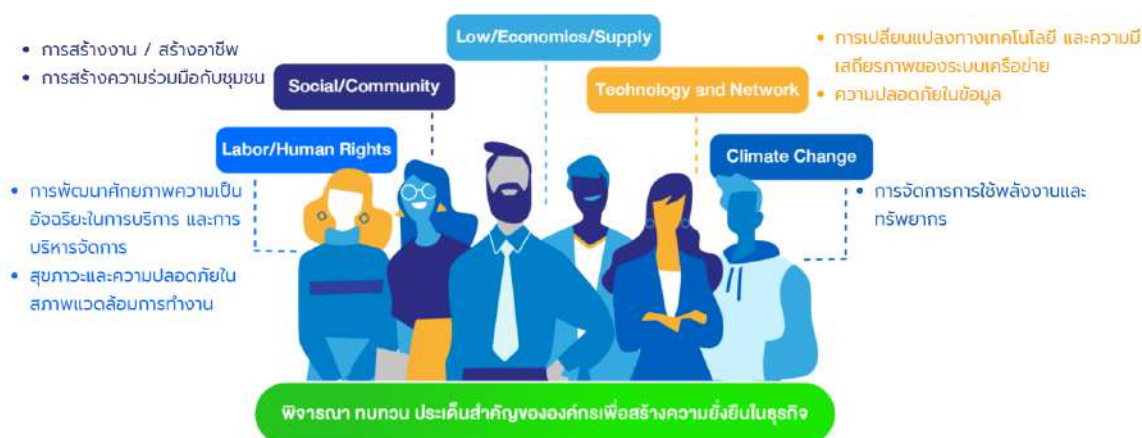 Low/Economics/Supply
• การสร้างงาน / สร้างอาชีพ
• การสร้างความร่วมมือกับชุมชน
Social/Community
Technology and Network
• การเปลี่ยนแปลงทางเทคโนโลยี และความมี
เสถียรภาพของระบบเครือข่าย
• ความปลอดภัยในข้อมูล
Labor/Human Rights
Climate Change
• การพัฒนาศักยภาพความเป็น
อัจฉริยะในการบริการ และการ
บริหารจัดการ
• สุขภาวะและความปลอดภัยใน
สภาพแวดล้อมการทำงาน
• การจัดการการใช้พลังงานและ
ทรัพยากร
พิจารณา ทบทวน ประเด็นสำคัญขององค์กรเพื่อสร้างความยั่งยืนในธุรกิจ